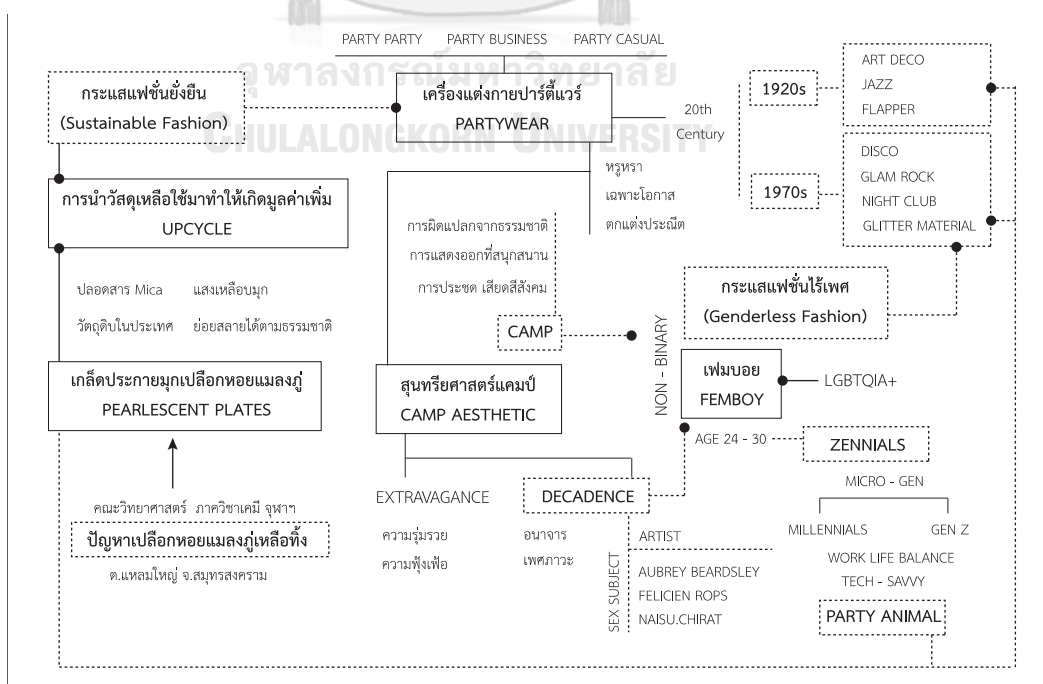 PARTY PARTY PARTY BUSINESS PARTY CASUAL
จุฬาลงกรณ์มหาวิทยาลัย
CHULALONGKORN UNIVERSITY
กระแสแฟชั่นยั่งยืน
(Sustainable Fashion)
เครื่องแต่งกายปาร์ตี้แวร์
PARTYWEAR
20th
Century
1920s
ART DECO
JAZZ
FLAPPER
1970s
DISCO
GLAM ROCK
NIGHT CLUB
GLITTER MATERIAL
หรูหรา
เฉพาะโอกาส
ตกแต่งประณีต
การนำวัสดุเหลือใช้มาทำให้เกิดมูลค่าเพิ่ม
UPCYCLE
การผิดแปลกจากธรรมชาติ
การแสดงออกที่สนุกสนาน
การประชด เสียดสีสังคม
CAMP
ปลอดสาร Mica แสงเหลือบมุก
วัตถุดิบในประเทศ ย่อยสลายได้ตามธรรมชาติ
กระแสแฟชั่นไร้เพศ
(Genderless Fashion)
NON - BINARY
เฟมบอย
FEMBOY
LGBTQIA+
เกล็ดประกายมุกเปลือกหอยแมลงภู่
PEARLESCENT PLATES
สุนทรียศาสตร์แคมป์
CAMP AESTHETIC
AGE 24 - 30
ZENNIALS
MICRO - GEN
MILLENNIALS GEN Z
WORK LIFE BALANCE
TECH - SAVVY
PARTY ANIMAL
EXTRAVAGANCE
ความรุ่มรวย
ความฟุ้งเฟ้อ
DECADENCE
อนาจาร
เพศภาวะ
SEX SUBJECT
ARTIST
AUBREY BEARDSLEY
FELICIEN ROPS
NAISU.CHIRAT
คณะวิทยาศาสตร์ ภาควิชาเคมี จุฬาฯ
ปัญหาเปลือกหอยแมลงภู่เหลือทิ้ง
ต.แหลมใหญ่ จ.สมุทรสงคราม